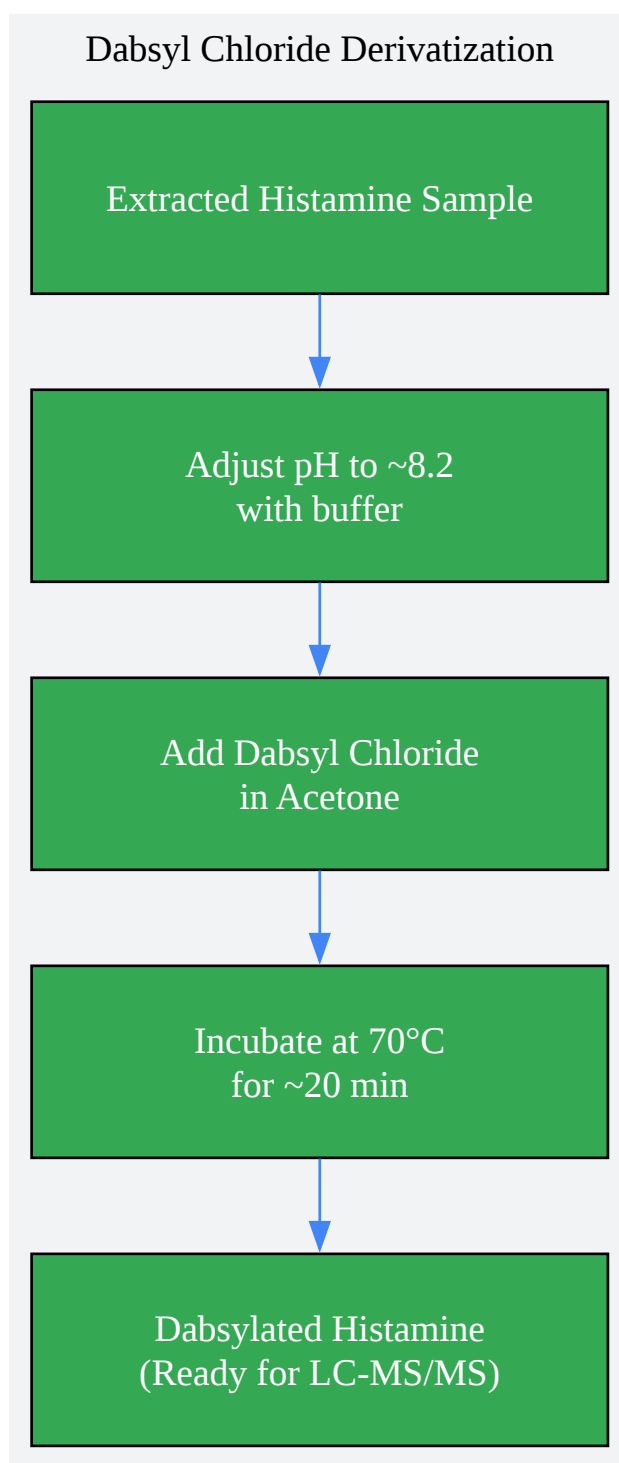 Dabsyl Chloride Derivatization
Extracted Histamine Sample
Adjust pH to ~8.2
with buffer
Add Dabsyl Chloride
in Acetone
Incubate at 70°C
for ~20 min
Dabsylated Histamine
(Ready for LC-MS/MS)